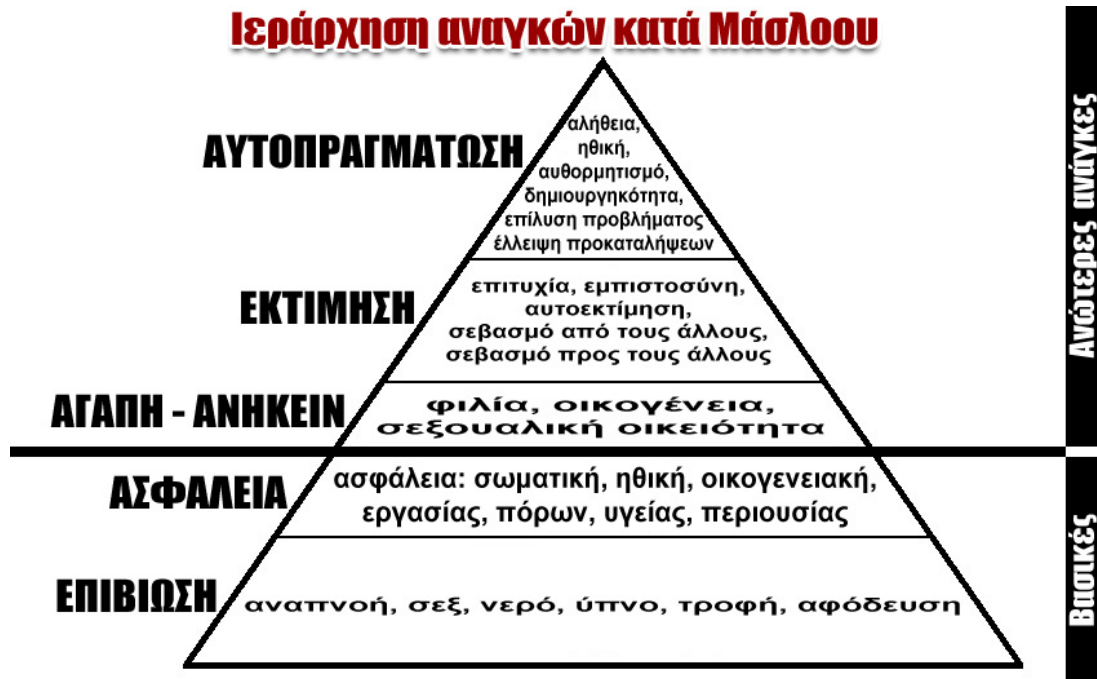 Ιεράρχηση αναγκών κατά Μάσλοου
ΑΥΤΟΠΡΑΓΜΑΤΩΣΗ
αλήθεια,
ηθική,
αυθορμητισμό,
δημιουργηκότητα,
επίλυση προβλήματος
έλλειψη προκαταλήψεων
ΕΚΤΙΜΗΣΗ
επιτυχία, εμπιστοσύνη,
αυτοεκτίμηση,
σεβασμό από τους άλλους,
σεβασμό προς τους άλλους
ΑΓΑΠΗ - ΑΝΗΚΕΙΝ
φιλία, οικογένεια,
σεξουαλική οικειότητα
Ανώτερες ανάγκες
ΑΣΦΑΛΕΙΑ
ασφάλεια: σωματική, ηθική, οικογενειακή,
εργασίας, πόρων, υγείας, περιουσίας
ΕΠΙΒΙΩΣΗ
αναπνοή, σεξ, νερό, ύπνο, τροφή, αφόδευση
Βασικές